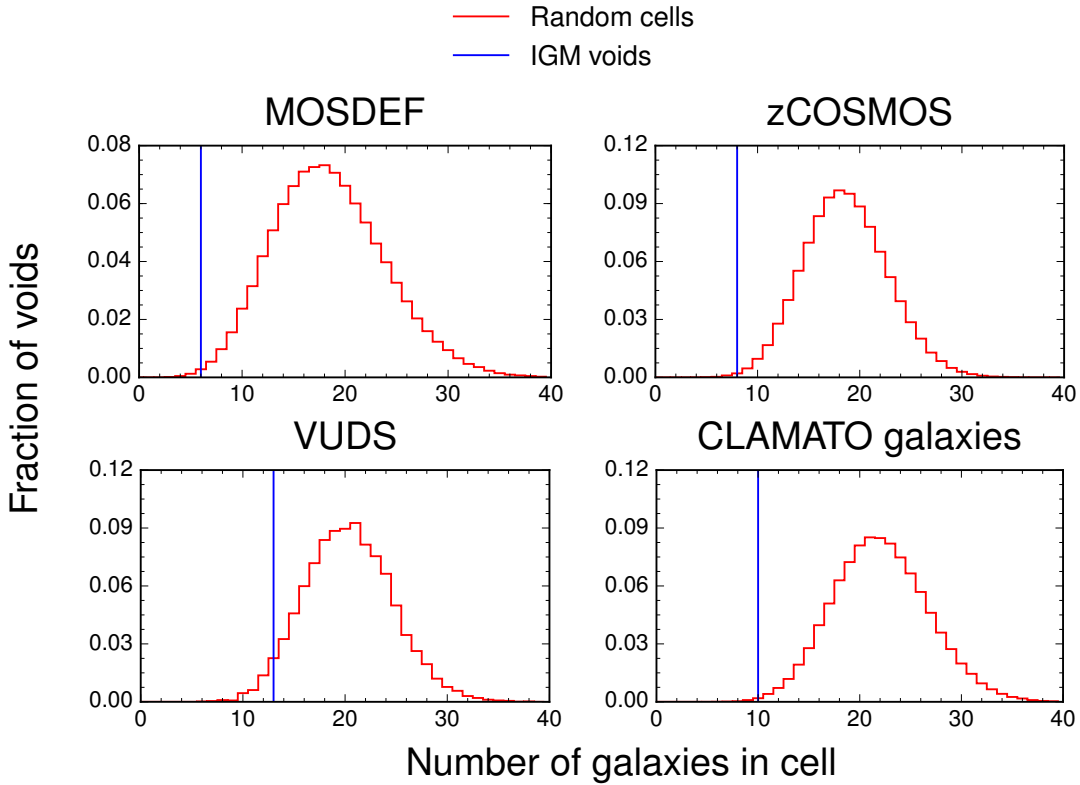 Random cells
IGM voids
MOSDEF
zCOSMOS
0.08
0.06
0.04
0.02
0.00
0 10 20 30 40
0.12
0.09
0.06
0.03
0.00
0 10 20 30 40
VUDS
CLAMATO galaxies
0.12
0.09
0.06
0.03
0.00
0 10 20 30 40
0.12
0.09
0.06
0.03
0.00
0 10 20 30 40
Fraction of voids
Number of galaxies in cell